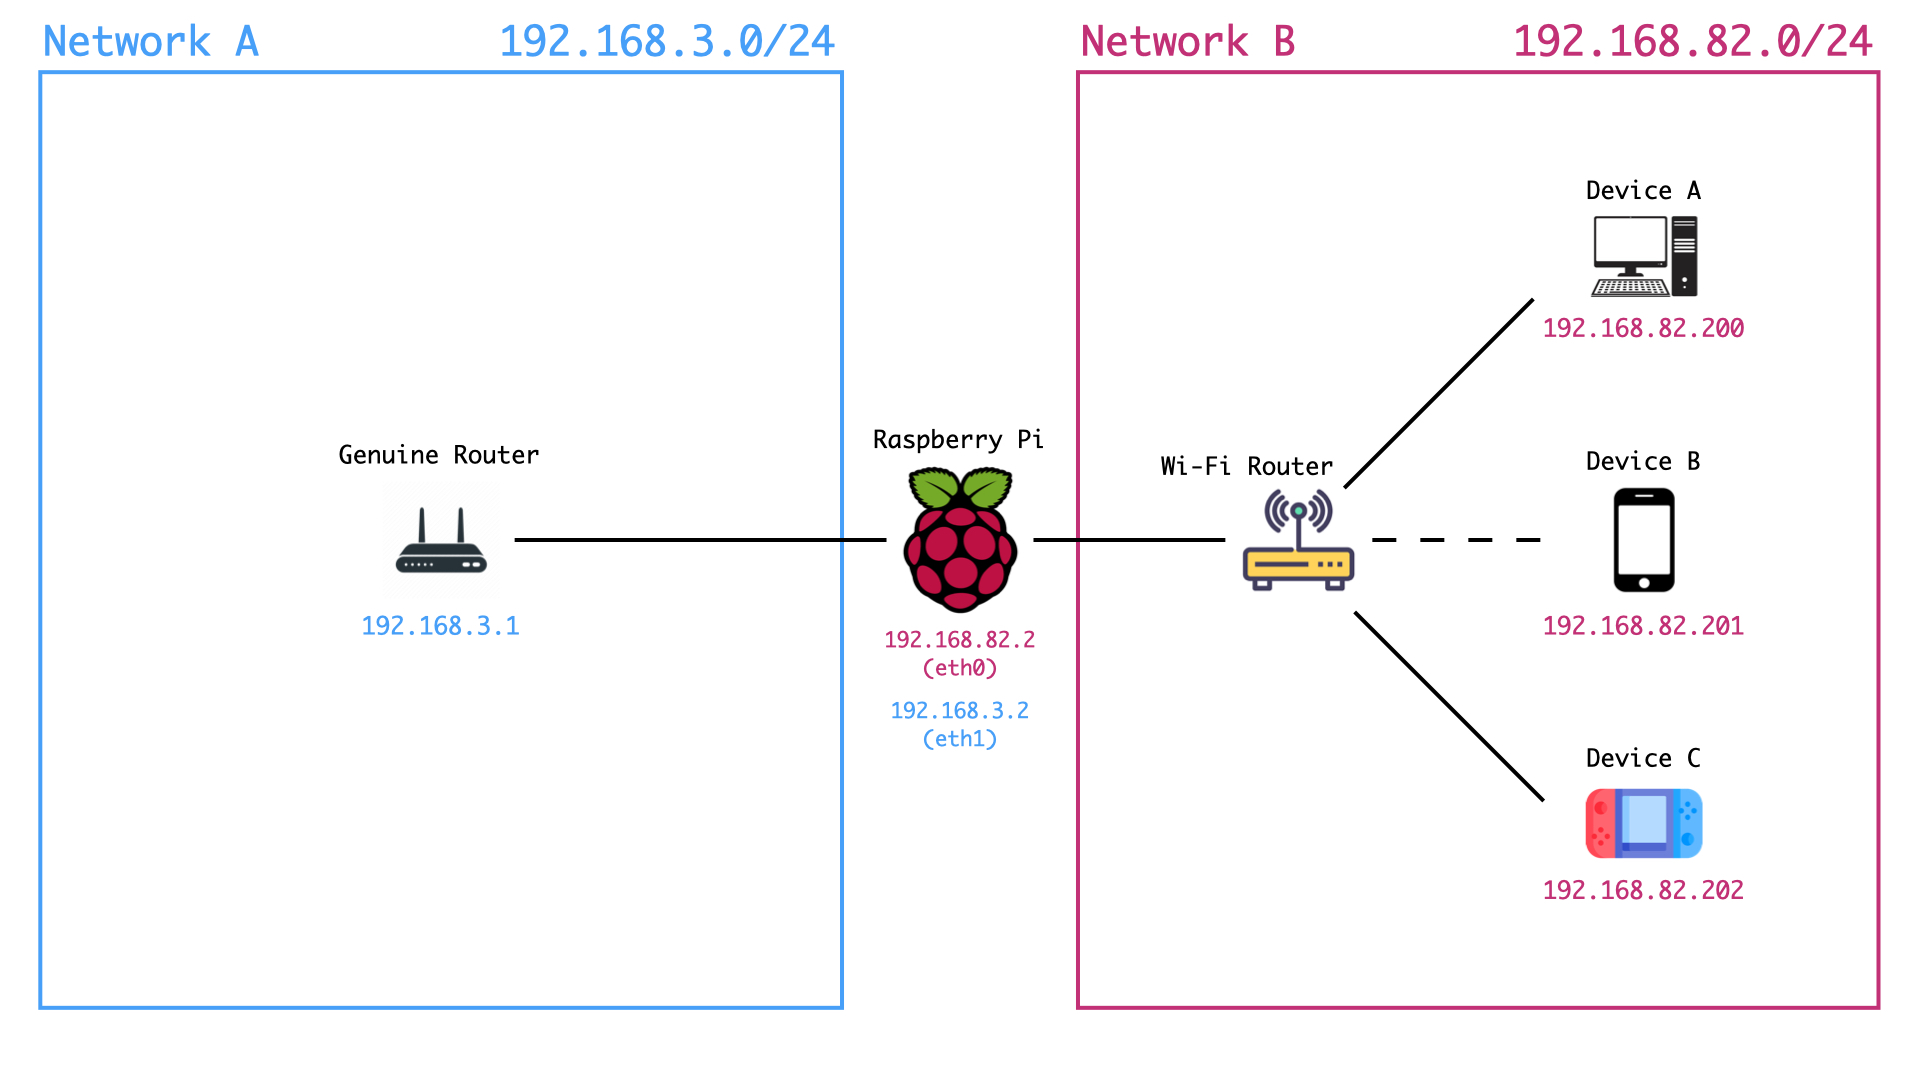 Network A 192.168.3.0/24
Network B 192.168.82.0/24
Genuine Router
192.168.3.1
Raspberry Pi
192.168.82.2
(eth0)
192.168.3.2
(eth1)
Wi-Fi Router
Device A
192.168.82.200
Device B
192.168.82.201
Device C
192.168.82.202